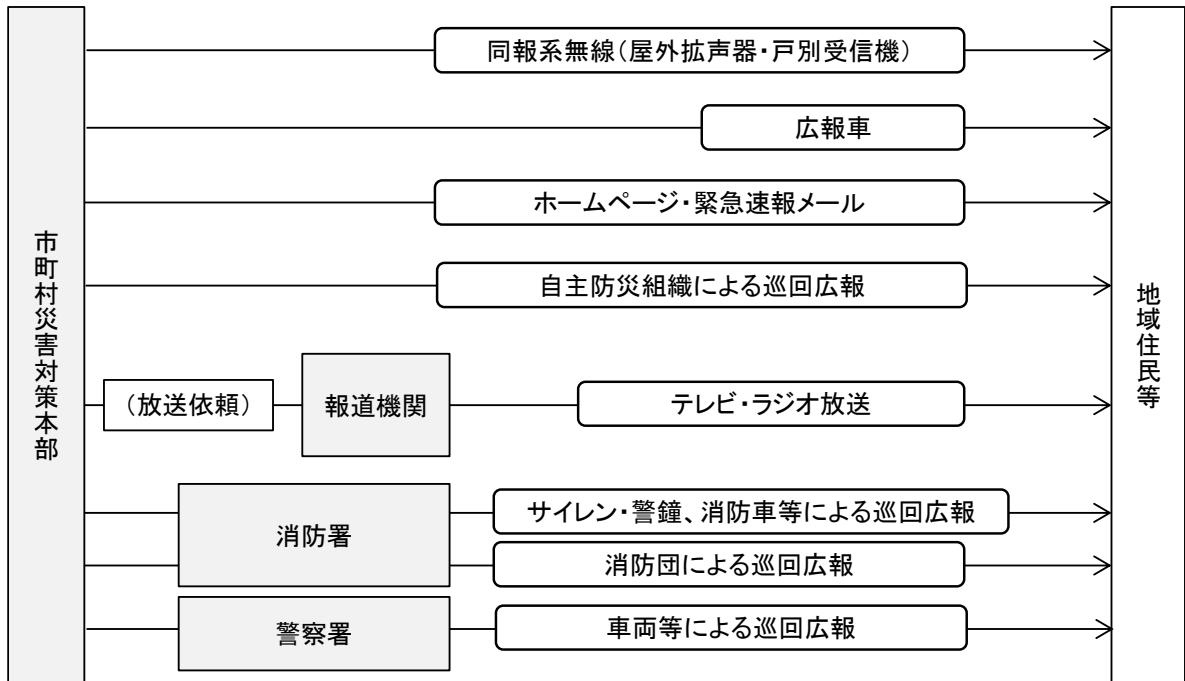 市町村災害対策本部
同報系無線（屋外拡声器・戸別受信機）
広報車
ホームページ・緊急速報メール
自主防災組織による巡回広報
（放送依頼）
報道機関
テレビ・ラジオ放送
消防署
サイレン・警鐘、消防車等による巡回広報
消防団による巡回広報
警察署
車両等による巡回広報
地域住民等